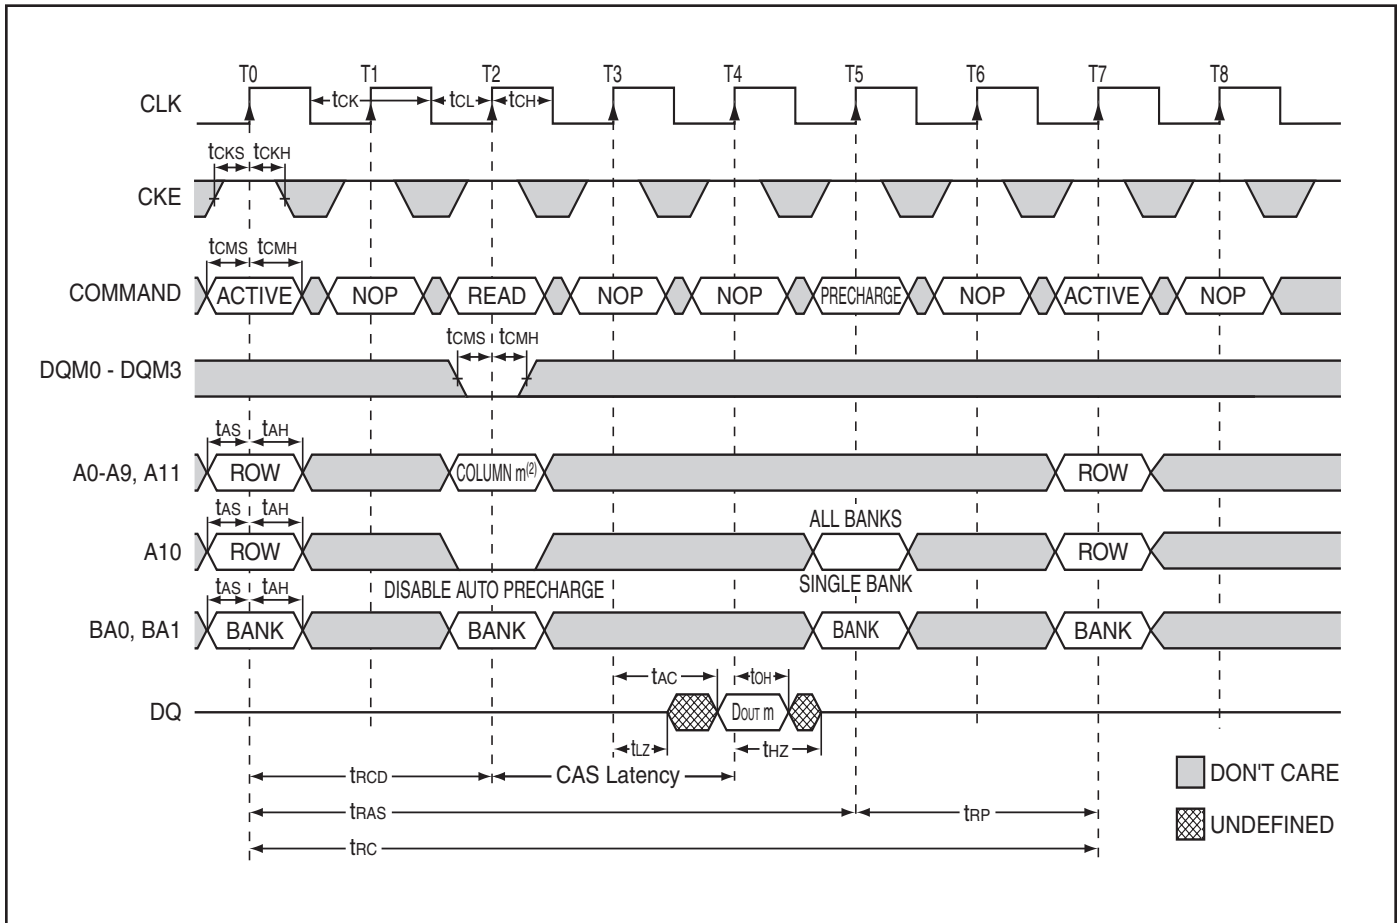 T0 T1 T2 T3 T4 T5 T6 T7 T8
CLK tCK tCL tCH
tCKS tCKH
CKE
tCMS tCMH
COMMAND ACTIVE NOP READ NOP NOP PRECHARGE NOP ACTIVE NOP
tCMS tCMH
DQM0 - DQM3
tAS tAH
A0-A9, A11 ROW COLUMN m(2) ROW
tAS tAH ALL BANKS
A10 ROW ROW
tAS tAH DISABLE AUTO PRECHARGE SINGLE BANK
BA0, BA1 BANK BANK BANK BANK
tAC tOH
DQ DOUT m
tLZ tHZ
tRCD CAS Latency DON'T CARE
tRAS tRP
UNDEFINED
tRC